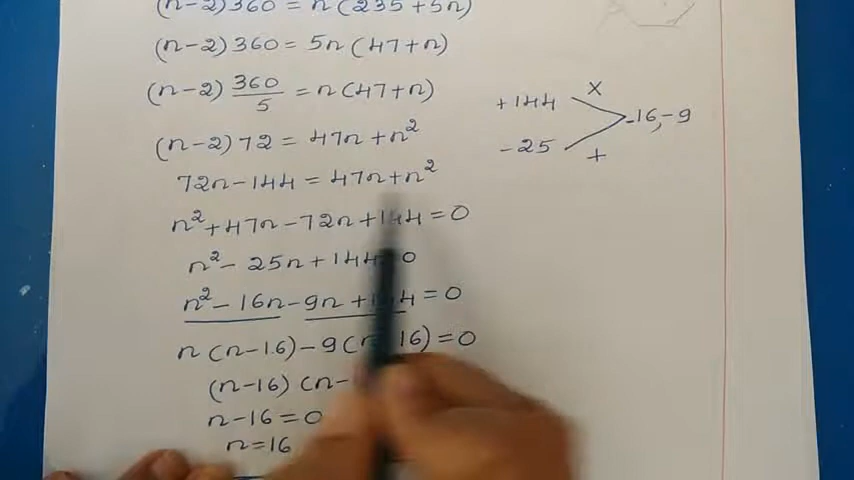 (n-2)360 = n(235+5n)
(n-2)360 = 5n(47+n)
(n-2) 360/5 = n(47+n)
(n-2)72 = 47n+n²
72n-144 = 47n+n²
n²+47n-72n+144=0
n²-25n+144=0
n²-16n-9n+144=0
n(n-16)-9(n-16)=0
(n-16)(n-
n-16=0
n=16
+144 ×
-16,-9
-25 +